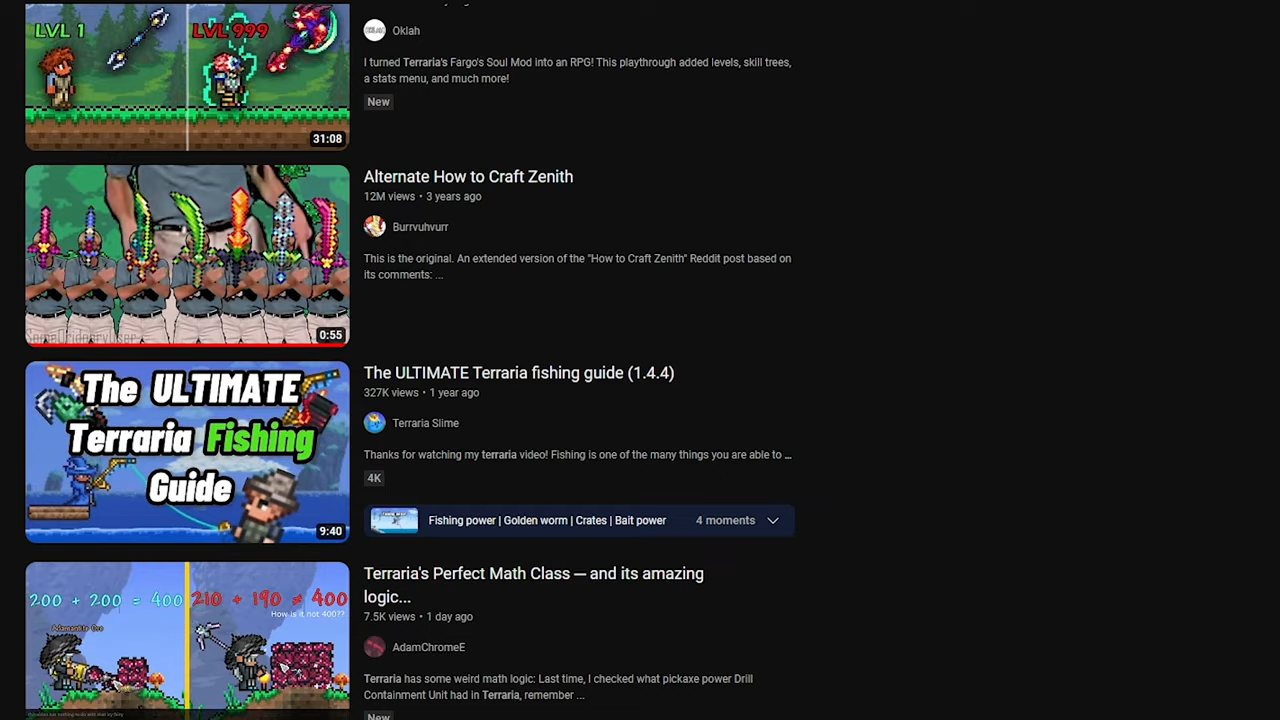 LVL 1
LVL 999
31:08
Oklah
I turned Terraria's Fargo's Soul Mod into an RPG! This playthrough added levels, skill trees,
a stats menu, and much more!
New
0:55
Alternate How to Craft Zenith
12M views • 3 years ago
Burrvuhvurr
This is the original. An extended version of the "How to Craft Zenith" Reddit post based on
its comments: ...
The ULTIMATE
Terraria Fishing
Guide
9:40
The ULTIMATE Terraria fishing guide (1.4.4)
327K views • 1 year ago
Terraria Slime
Thanks for watching my terraria video! Fishing is one of the many things you are able to ...
4K
Fishing power | Golden worm | Crates | Bait power
4 moments
200 + 200 = 400
210 + 190 ≠ 400
How is it not 400??
Adamantite Ore
Terraria's Perfect Math Class — and its amazing
logic...
7.5K views • 1 day ago
AdamChromeE
Terraria has some weird math logic: Last time, I checked what pickaxe power Drill
Containment Unit had in Terraria, remember ...
New